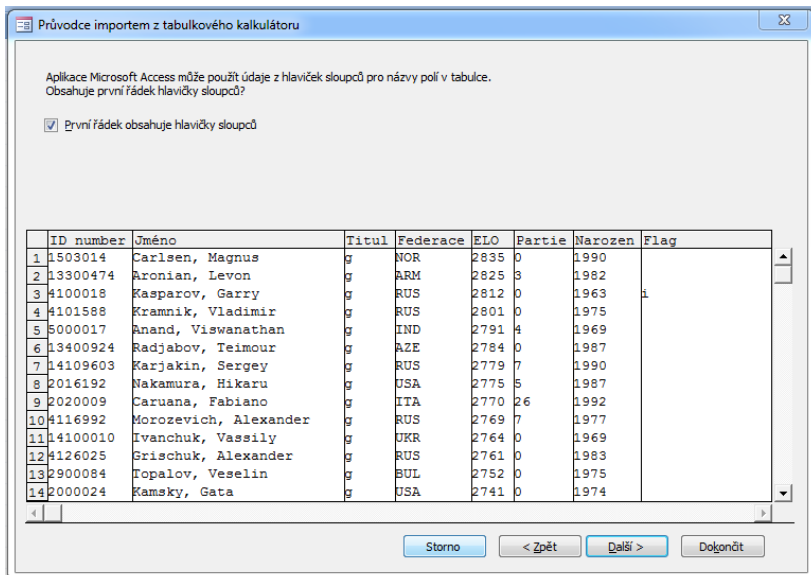 Průvodce importem z tabulkového kalkulátoru
Aplikace Microsoft Access může použít údaje z hlaviček sloupců pro názvy polí v tabulce.
Obsahuje první řádek hlavičky sloupců?
První řádek obsahuje hlavičky sloupců
ID number Jméno Titul Federace ELO Partie Narozen Flag
1 1503014 Carlsen, Magnus g NOR 2835 0 1990
2 13300474 Aronian, Levon g ARM 2825 3 1982
3 4100018 Kasparov, Garry g RUS 2812 0 1963 i
4 4101588 Kramnik, Vladimir g RUS 2801 0 1975
5 5000017 Anand, Viswanathan g IND 2791 4 1969
6 13400924 Radjabov, Teimour g AZE 2784 0 1987
7 14109603 Karjakin, Sergey g RUS 2779 7 1990
8 2016192 Nakamura, Hikaru g USA 2775 5 1987
9 2020009 Caruana, Fabiano g ITA 2770 26 1992
10 4116992 Morozevich, Alexander g RUS 2769 7 1977
11 14100010 Ivanchuk, Vassily g UKR 2764 0 1969
12 4126025 Grischuk, Alexander g RUS 2761 0 1983
13 2900084 Topalov, Veselin g BUL 2752 0 1975
14 2000024 Kamsky, Gata g USA 2741 0 1974
Storno < Zpět Další > Dokončit